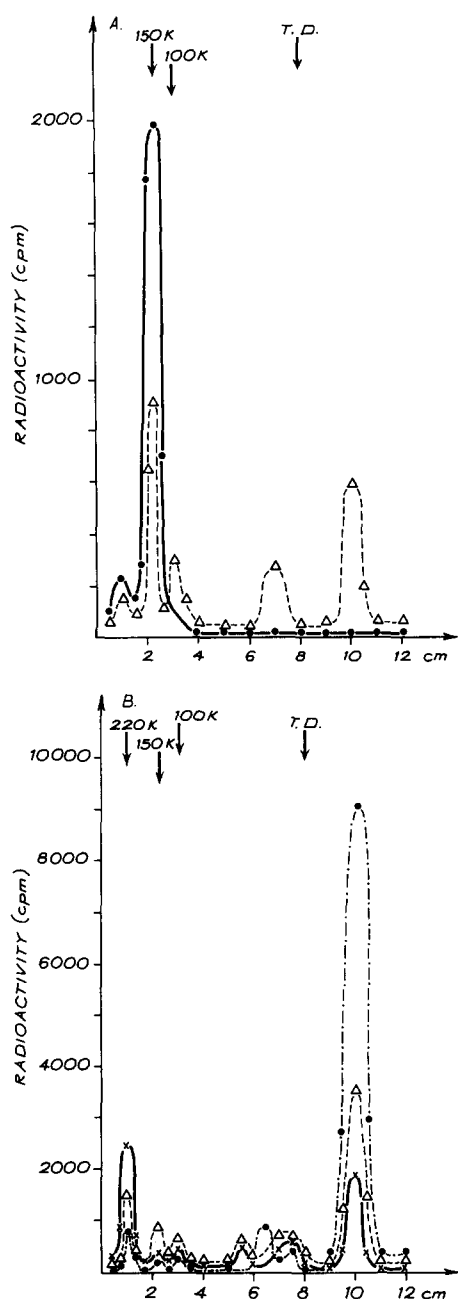 A.
150K
100K
T.D.
2000
1000
RADIOACTIVITY (cpm)
2 4 6 8 10 12 cm
B.
220K
150K
100K
T.D.
10000
8000
6000
4000
2000
RADIOACTIVITY (cpm)
2 4 6 8 10 12 cm